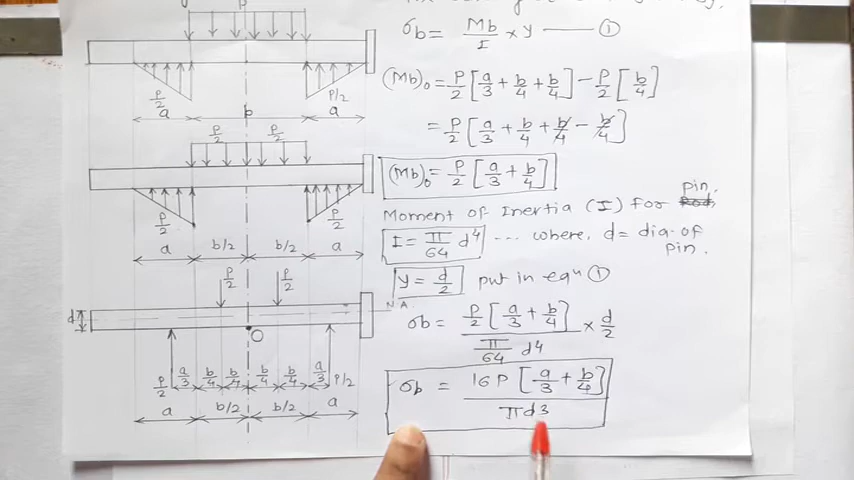 P
P/2
P/2
a
b
a
P/2
P/2
P/2
P/2
a
b/2
b/2
a
P/2
P/2
d
N.A.
O
P/2
a/3
b/4
b/4
b/4
b/4
a/3
P/2
a
b/2
b/2
a
σb = Mb/I × y —— ①
(Mb)o = P/2 [a/3 + b/4 + b/4] - P/2 [b/4]
= P/2 [a/3 + b/4 + b/4 - b/4]
(Mb)o = P/2 [a/3 + b/4]
pin.
Moment of Inertia (I) for Rod
I = π/64 d⁴ ... where, d = dia. of pin.
y = d/2 put in eqⁿ ①
σb = P/2 [a/3 + b/4] / π/64 d⁴ × d/2
σb = 16P [a/3 + b/4] / πd³